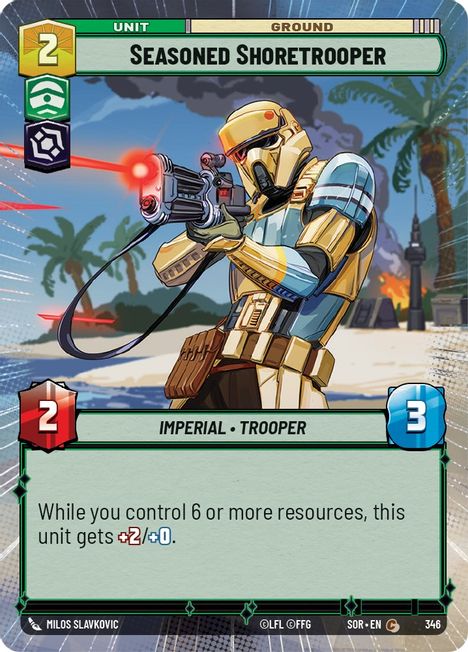 UNIT
GROUND
2
SEASONED SHORETROOPER
2
IMPERIAL • TROOPER
3
While you control 6 or more resources, this
unit gets +2/+0.
MILOS SLAVKOVIC
©LFL ©FFG
SOR • EN
C
346